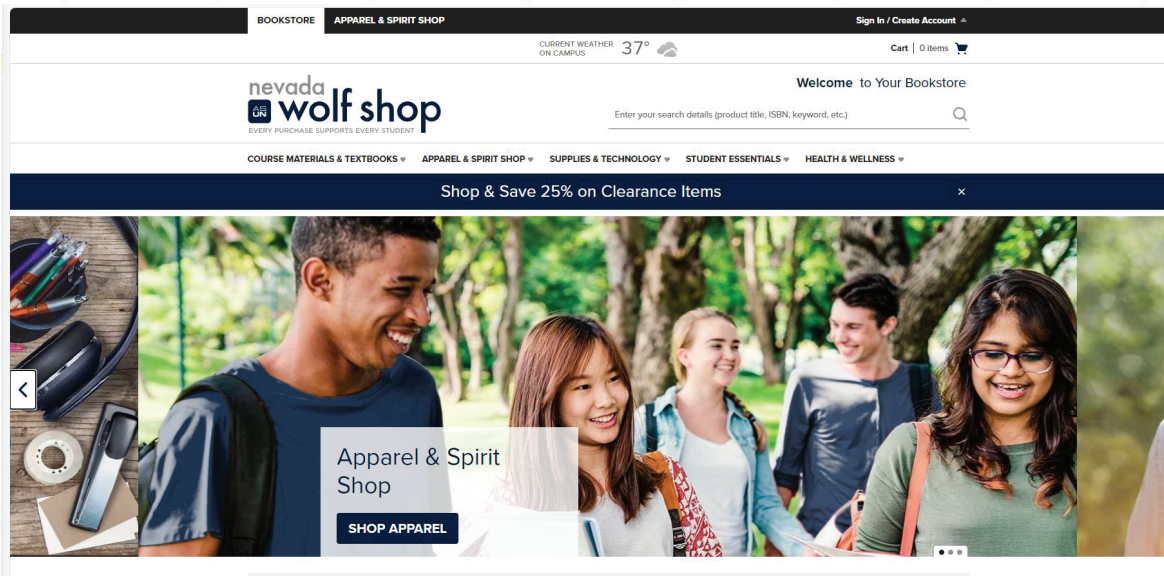 BOOKSTORE APPAREL & SPIRIT SHOP Sign In / Create Account
CURRENT WEATHER
ON CAMPUS
37°
Cart | 0 items
nevada
ASUN wolf shop
EVERY PURCHASE SUPPORTS EVERY STUDENT
Welcome to Your Bookstore
Enter your search details (product title, ISBN, keyword, etc.)
COURSE MATERIALS & TEXTBOOKS APPAREL & SPIRIT SHOP SUPPLIES & TECHNOLOGY STUDENT ESSENTIALS HEALTH & WELLNESS
Shop & Save 25% on Clearance Items ×
Apparel & Spirit
Shop
SHOP APPAREL